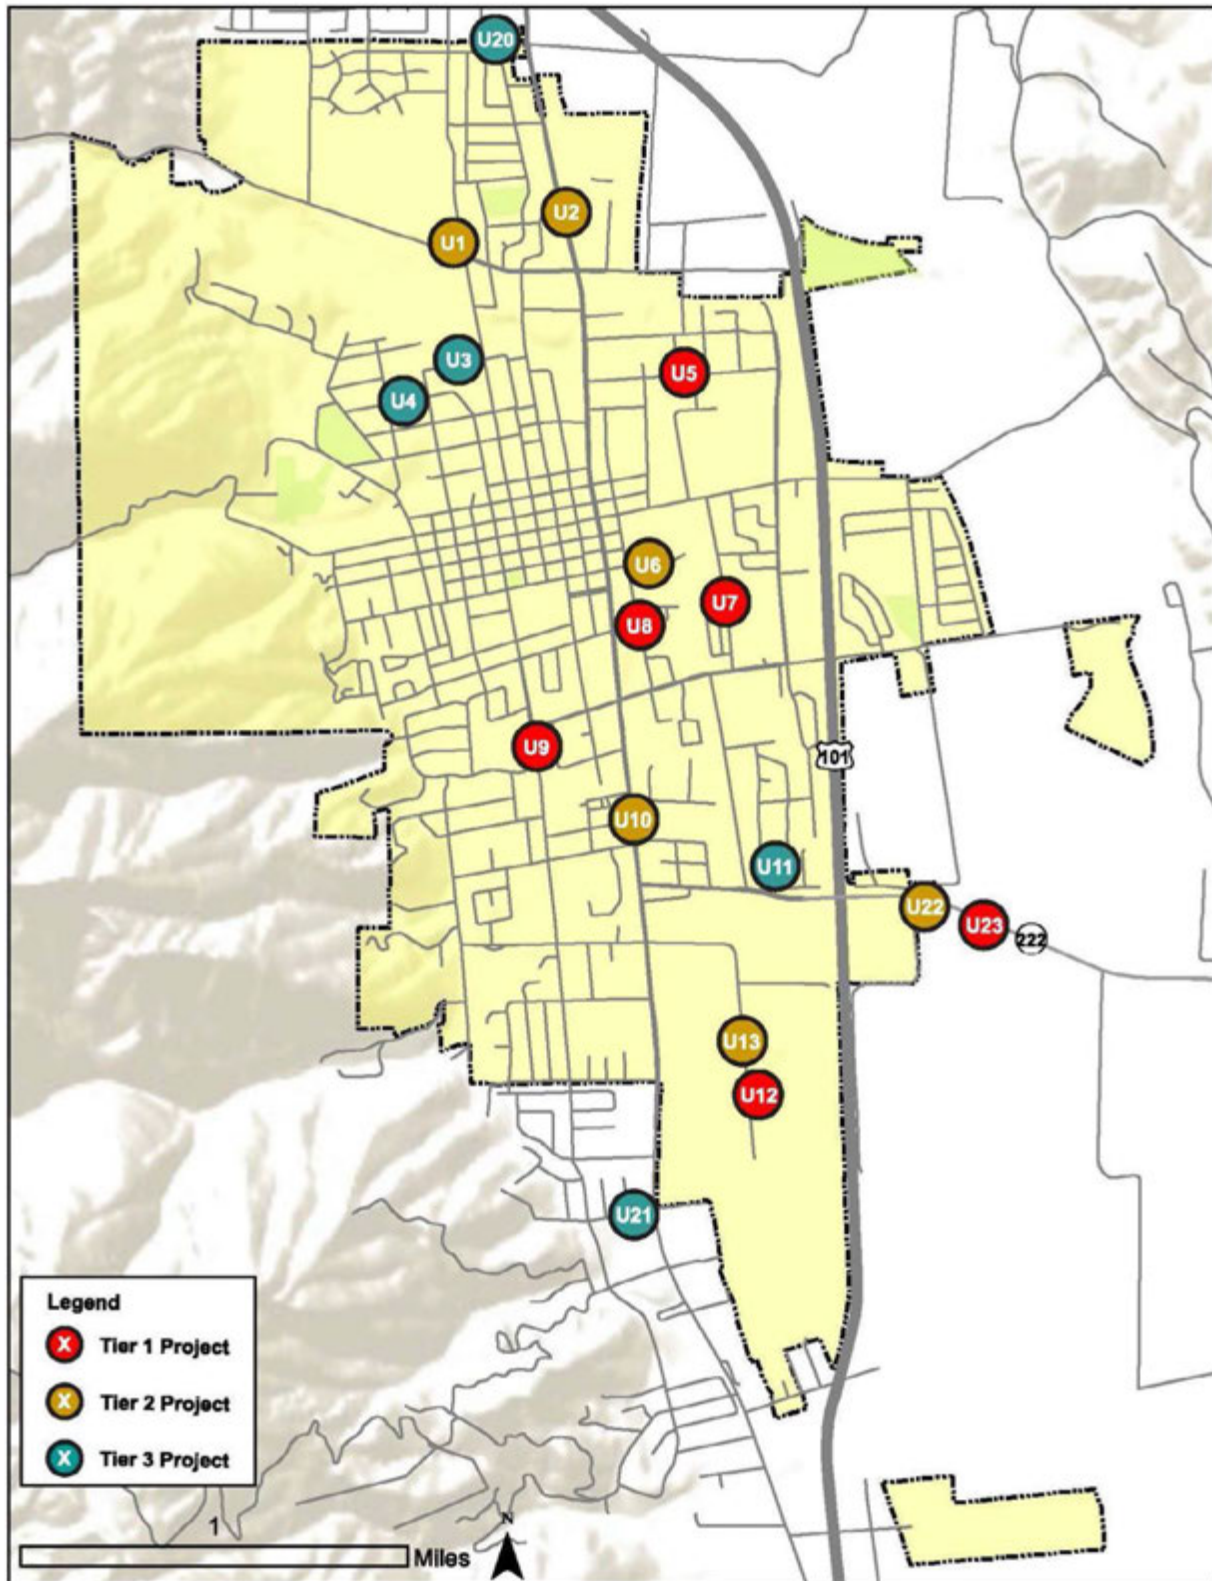 U20
U2
U1
U3
U5
U4
U6
U7
U8
U9
101
U10
U11
U22
U23
222
U13
U12
U21
Legend
X Tier 1 Project
X Tier 2 Project
X Tier 3 Project
1
N
Miles